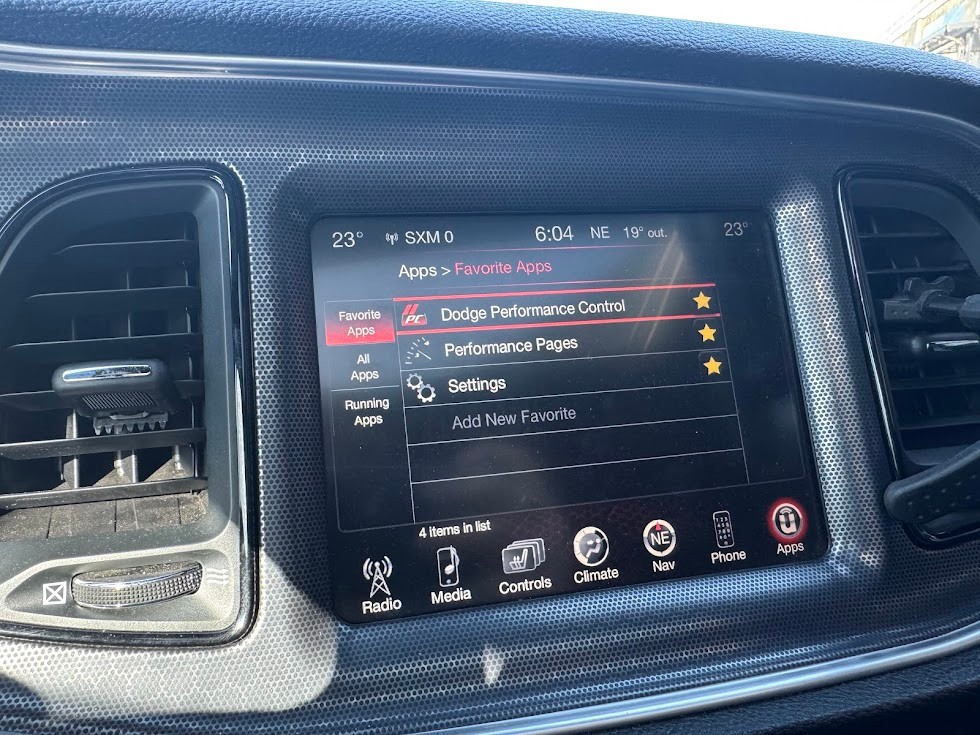 23° SXM 0 6:04 NE 19° out. 23°
Apps > Favorite Apps
Favorite
Apps
All
Apps
Running
Apps
PC Dodge Performance Control
Performance Pages
Settings
Add New Favorite
4 items in list
NE
Radio Media Controls Climate Nav Phone Apps